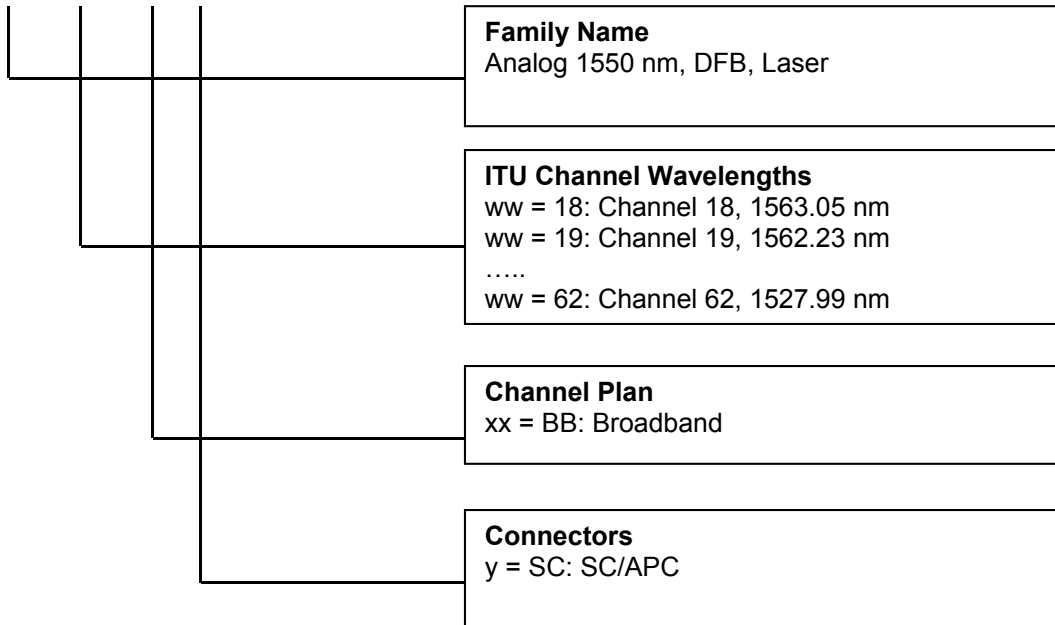 Family Name
Analog 1550 nm, DFB, Laser
ITU Channel Wavelengths
ww = 18: Channel 18, 1563.05 nm
ww = 19: Channel 19, 1562.23 nm
…..
ww = 62: Channel 62, 1527.99 nm
Channel Plan
xx = BB: Broadband
Connectors
y = SC: SC/APC